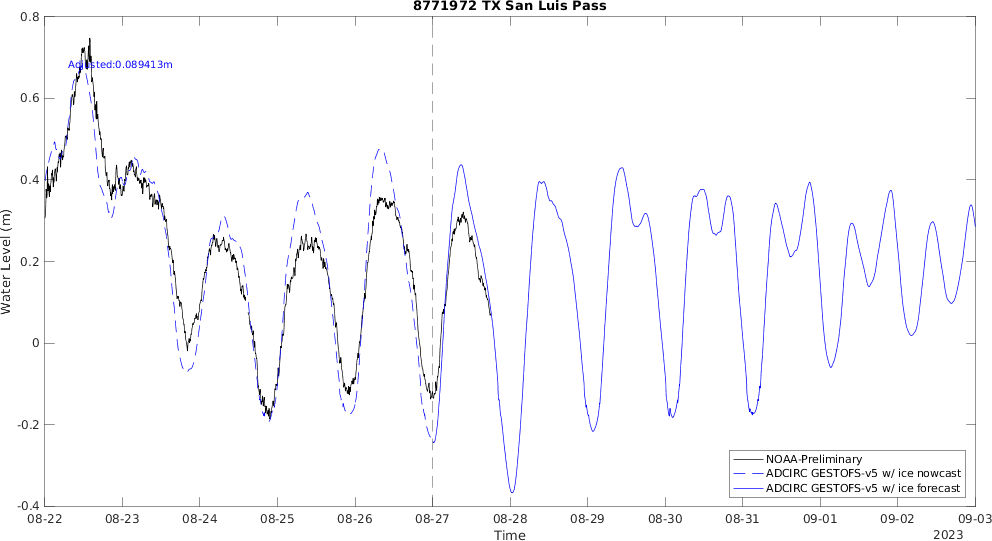 8771972 TX San Luis Pass
0.8
0.6
0.4
0.2
0
-0.2
-0.4
Water Level (m)
Adjusted:0.089413m
NOAA-Preliminary
ADCIRC GESTOFS-v5 w/ ice nowcast
ADCIRC GESTOFS-v5 w/ ice forecast
08-22 08-23 08-24 08-25 08-26 08-27 08-28 08-29 08-30 08-31 09-01 09-02 09-03
Time
2023